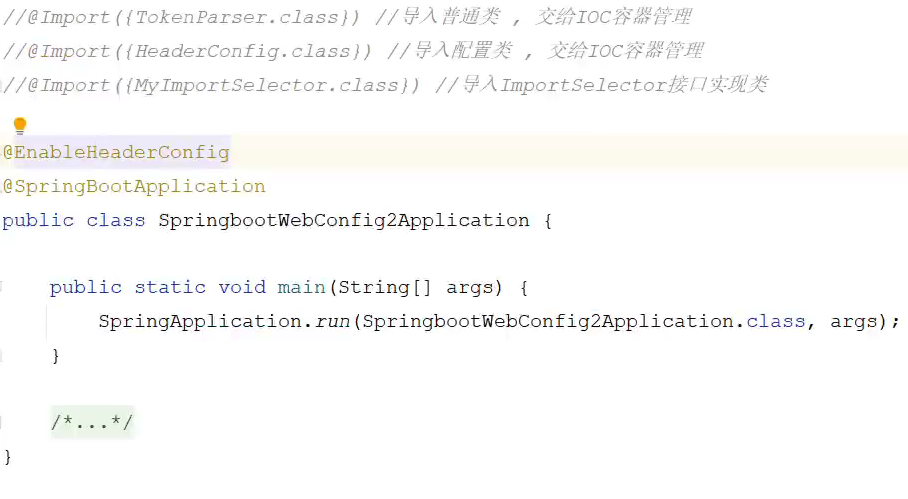 //@Import({TokenParser.class}) //导入普通类 , 交给IOC容器管理
//@Import({HeaderConfig.class}) //导入配置类 , 交给IOC容器管理
//@Import({MyImportSelector.class}) //导入ImportSelector接口实现类
@EnableHeaderConfig
@SpringBootApplication
public class SpringbootWebConfig2Application {
public static void main(String[] args) {
SpringApplication.run(SpringbootWebConfig2Application.class, args);
}
/*...*/
}